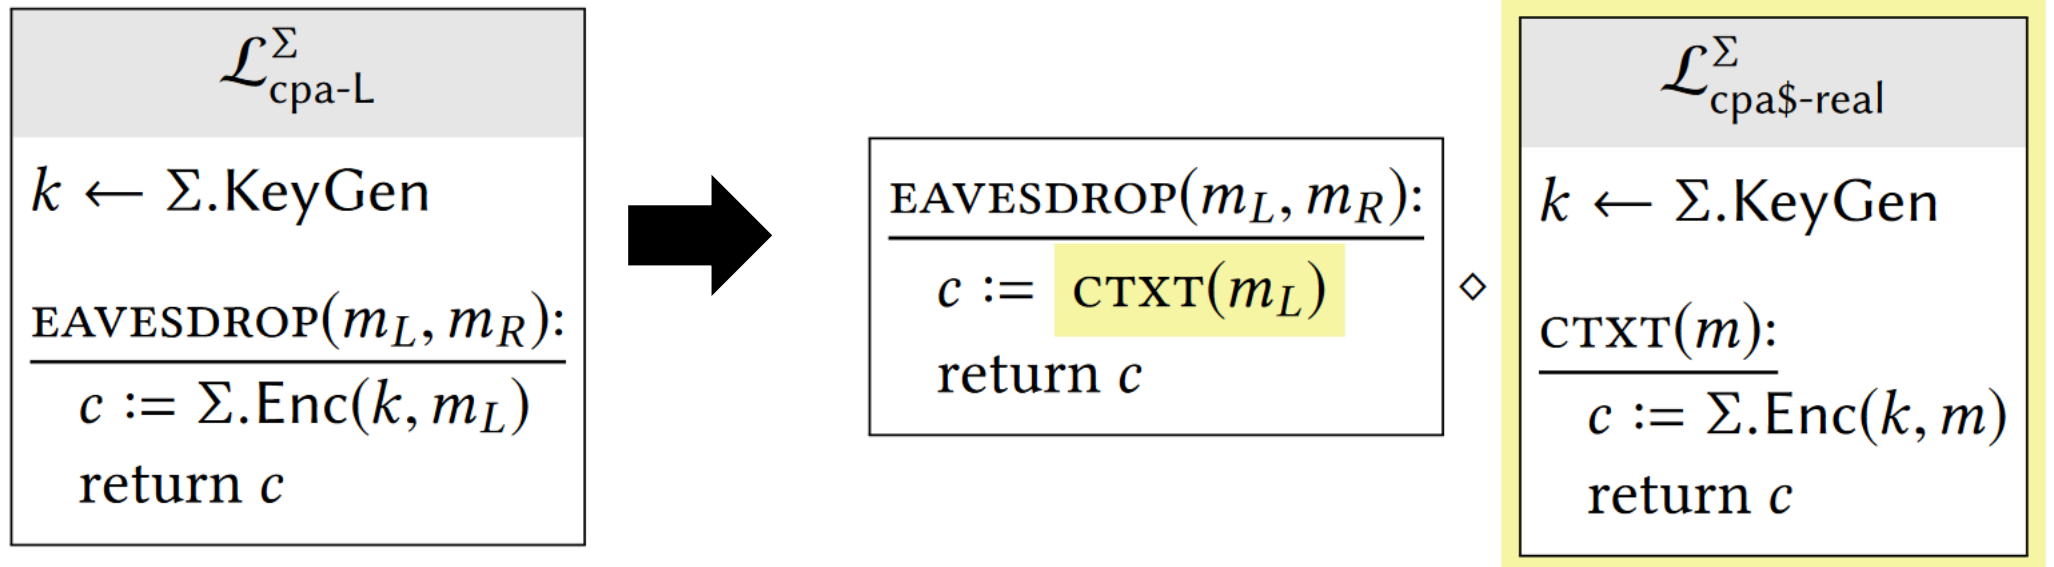 ℒ^Σ_cpa-L
k ← Σ.KeyGen
EAVESDROP(m_L, m_R):
c := Σ.Enc(k, m_L)
return c
EAVESDROP(m_L, m_R):
c := CTXT(m_L)
return c
⋄
ℒ^Σ_cpa$-real
k ← Σ.KeyGen
CTXT(m):
c := Σ.Enc(k, m)
return c